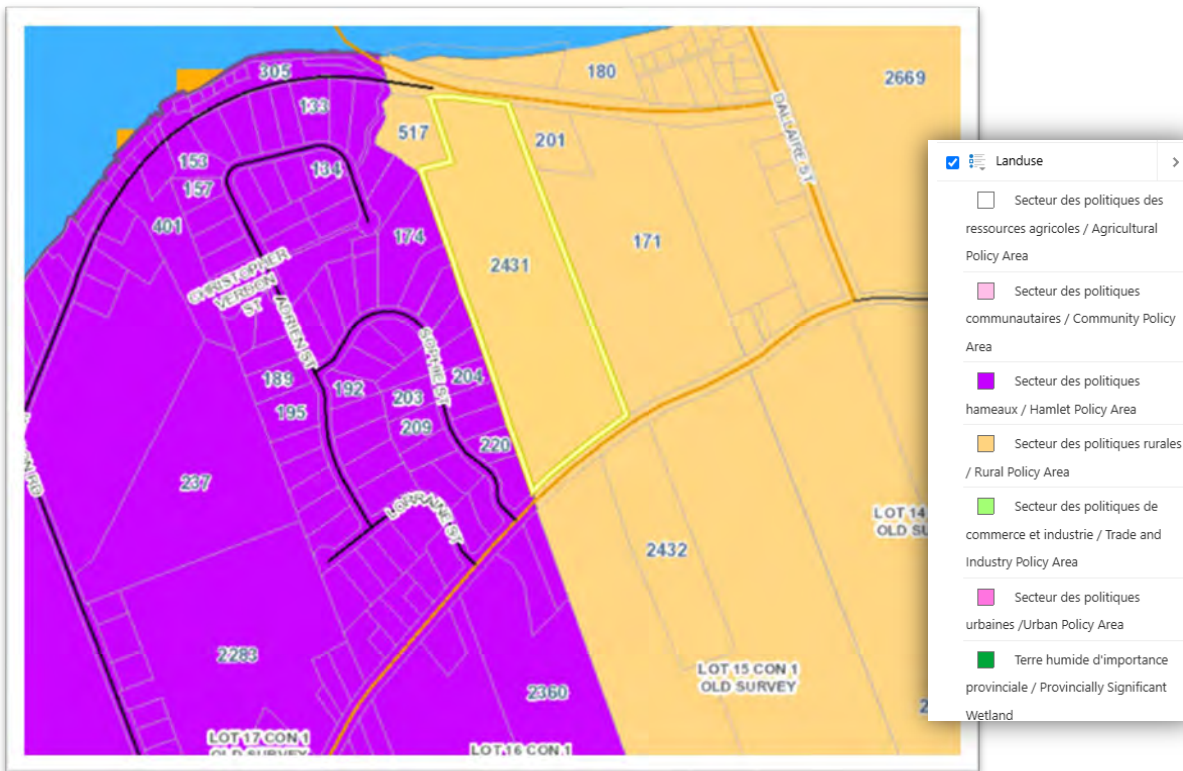 305
180
2669
133
517
DALLAIRE ST
201
153
134
157
401
174
171
2431
CHRISTOPHER
VERDON
ST
ADRIEN ST
SOPHIE ST
189
192
204
203
195
209
220
237
LORRAINE ST
LOT 14
2432
2283
LOT 15 CON 1
OLD SURVEY
2360
LOT 17 CON 1
OLD SURVEY
LOT 16 CON 1
Landuse
Secteur des politiques des
ressources agricoles / Agricultural
Policy Area
Secteur des politiques
communautaires / Community Policy
Area
Secteur des politiques
hameaux / Hamlet Policy Area
Secteur des politiques rurales
/ Rural Policy Area
Secteur des politiques de
commerce et industrie / Trade and
Industry Policy Area
Secteur des politiques
urbaines /Urban Policy Area
Terre humide d'importance
provinciale / Provincially Significant
Wetland